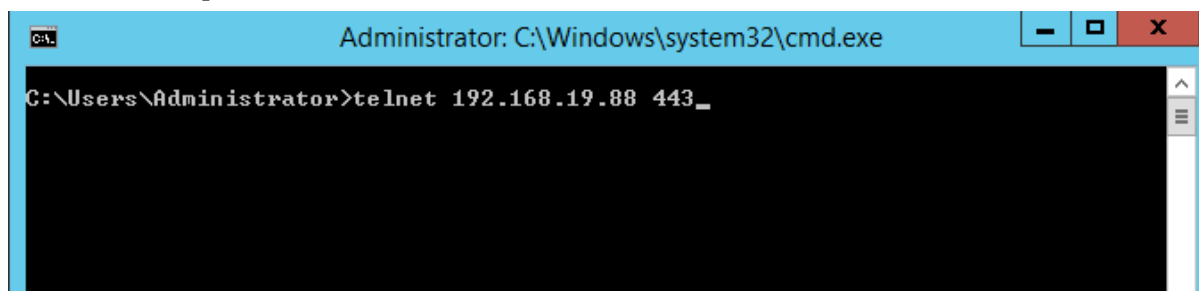 Administrator: C:\Windows\system32\cmd.exe
C:\Users\Administrator>telnet 192.168.19.88 443_